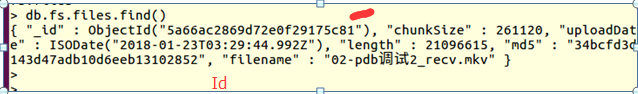 > db.fs.files.find()
{ "_id" : ObjectId("5a66ac2869d72e0f29175c81"), "chunkSize" : 261120, "uploadDat
e" : ISODate("2018-01-23T03:29:44.992Z"), "length" : 21096615, "md5" : "34bcfd3d
143d47adb10d6eeb13102852", "filename" : "02-pdb调试2_recv.mkv" }
>
>
Id